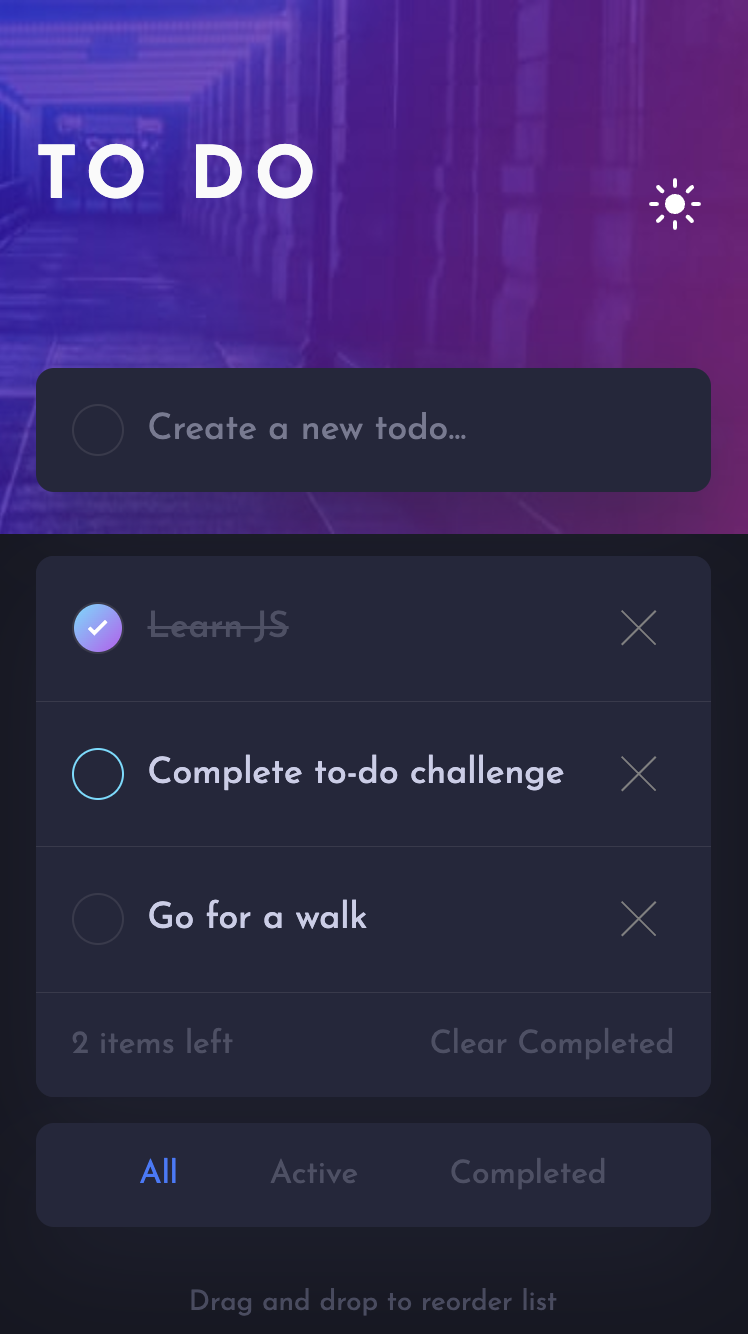 TO DO
Create a new todo...
Learn JS
Complete to-do challenge
Go for a walk
2 items left Clear Completed
All Active Completed
Drag and drop to reorder list